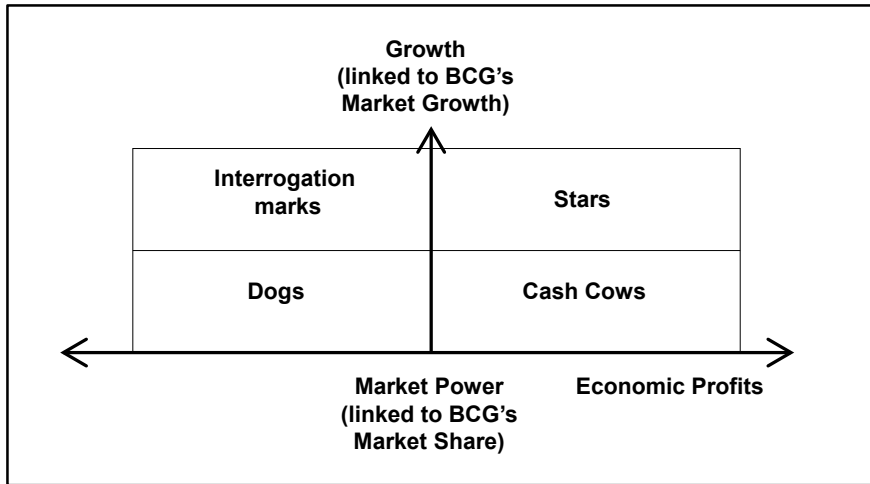 Growth
(linked to BCG's
Market Growth)
Interrogation
marks
Stars
Dogs
Cash Cows
Market Power
(linked to BCG's
Market Share)
Economic Profits